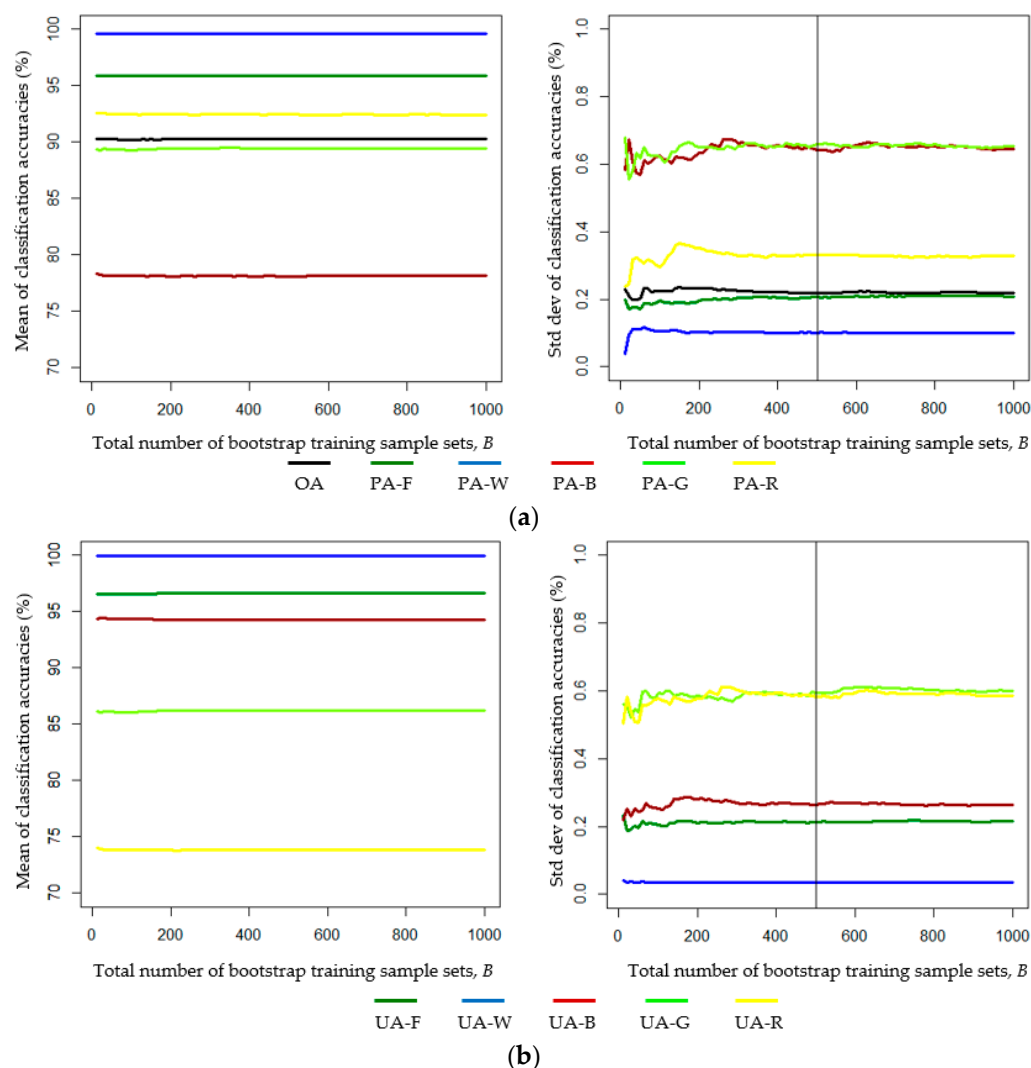 Mean of classification accuracies (%)
100
95
90
85
80
75
70
0 200 400 600 800 1000
Total number of bootstrap training sample sets, B
Std dev of classification accuracies (%)
1.0
0.8
0.6
0.4
0.2
0.0
0 200 400 600 800 1000
Total number of bootstrap training sample sets, B
OA PA-F PA-W PA-B PA-G PA-R
(a)
Mean of classification accuracies (%)
100
95
90
85
80
75
70
0 200 400 600 800 1000
Total number of bootstrap training sample sets, B
Std dev of classification accuracies (%)
1.0
0.8
0.6
0.4
0.2
0.0
0 200 400 600 800 1000
Total number of bootstrap training sample sets, B
UA-F UA-W UA-B UA-G UA-R
(b)